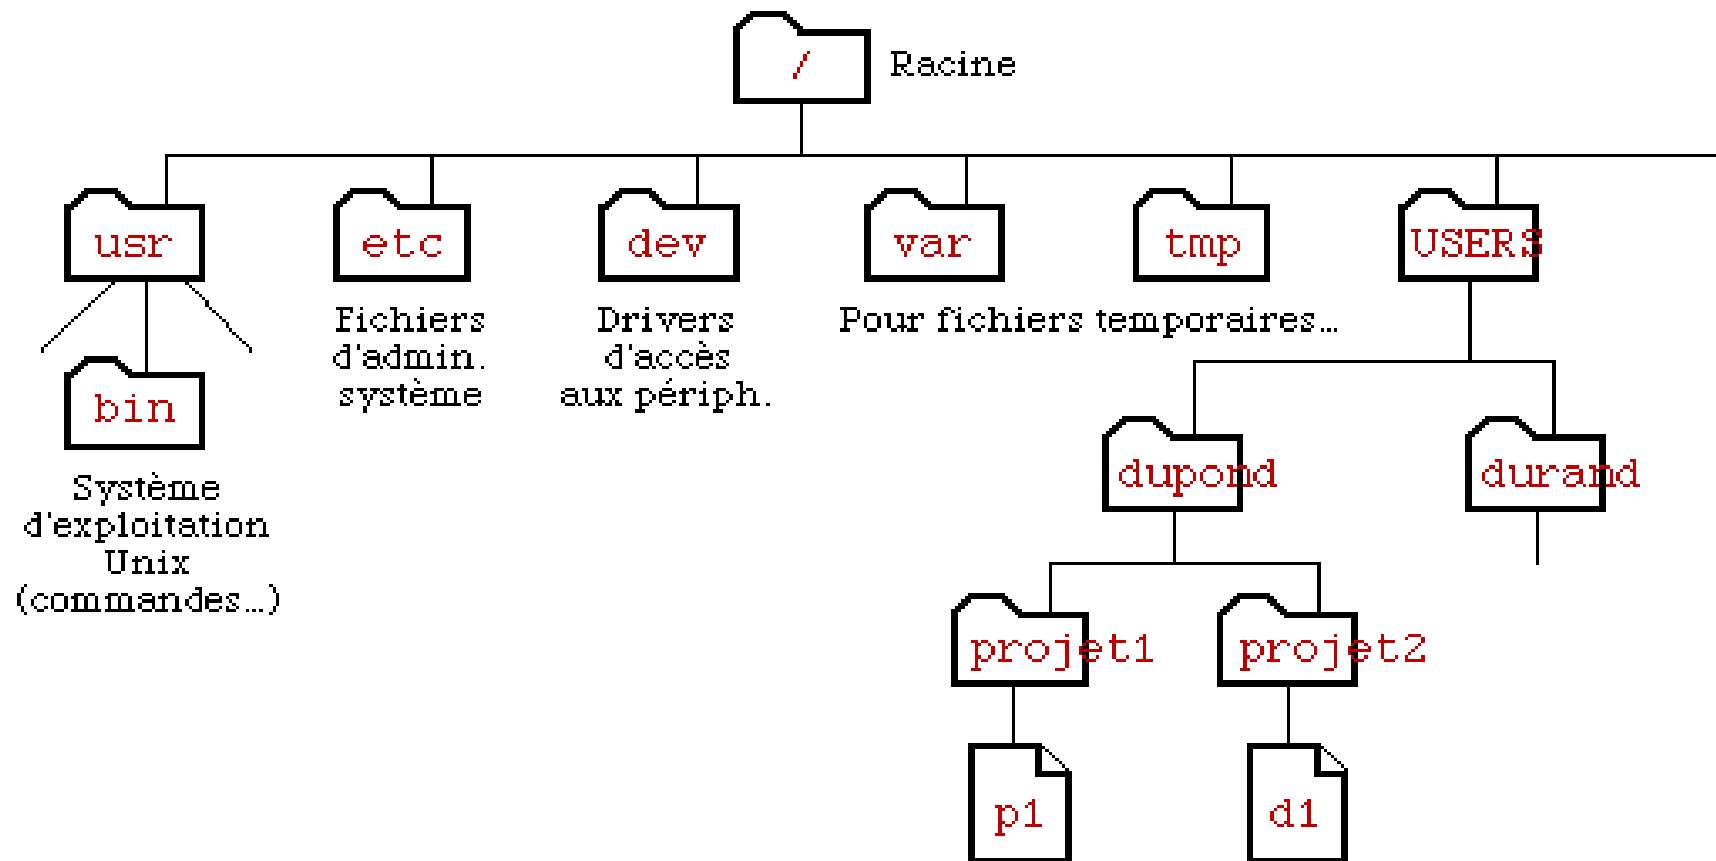 / Racine
usr etc dev var tmp USERS
Fichiers
d'admin.
système
Drivers
d'accès
aux périph.
Pour fichiers temporaires...
bin
Système
d'exploitation
Unix
(commandes...)
dupond durand
projet1 projet2
p1 d1